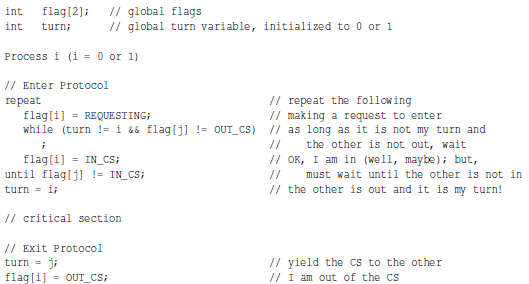 int   flag[2];   // global flags
int   turn;      // global turn variable, initialized to 0 or 1
Process i (i = 0 or 1)
// Enter Protocol
repeat                                  // repeat the following
   flag[i] = REQUESTING;                // making a request to enter
   while (turn != i && flag[j] != OUT_CS)  // as long as it is not my turn and
      ;                                 //    the other is not out, wait
   flag[i] = IN_CS;                     // OK, I am in (well, maybe); but,
until flag[j] != IN_CS;                 //    must wait until the other is not in
turn = i;                               // the other is out and it is my turn!
// critical section
// Exit Protocol
turn = j;                               // yield the CS to the other
flag[i] = OUT_CS;                       // I am out of the CS